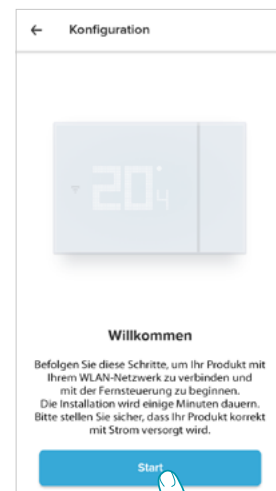 ← Konfiguration
20.4
Willkommen
Befolgen Sie diese Schritte, um Ihr Produkt mit
Ihrem WLAN-Netzwerk zu verbinden und
mit der Fernsteuerung zu beginnen.
Die Installation wird einige Minuten dauern.
Bitte stellen Sie sicher, dass Ihr Produkt korrekt
mit Strom versorgt wird.
Start